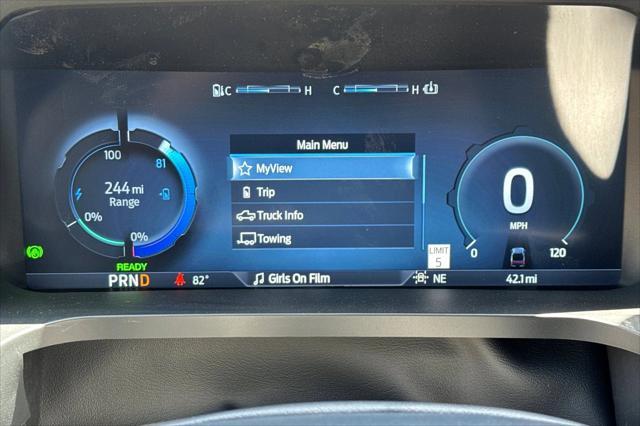 C H C H
Main Menu
MyView
Trip
Truck Info
Towing
100
81
244 mi
Range
0%
0%
READY
PRND
82°
Girls On Film
0
MPH
LIMIT
5
0 120
NE
42.1 mi